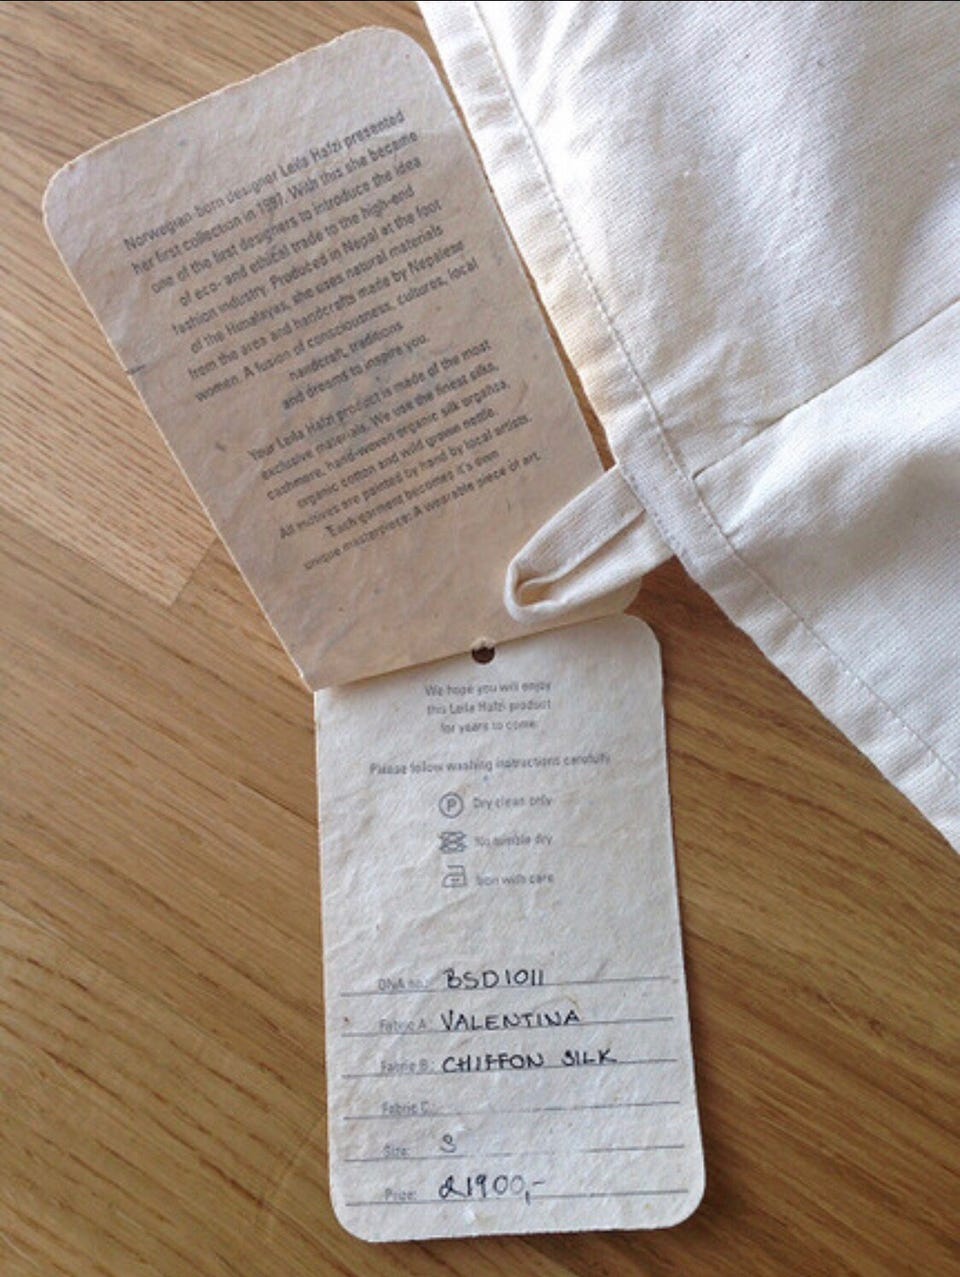 Norwegian-born designer Leila Hafzi presented
her first collection in 1997. With this she became
one of the first designers to introduce the idea
of eco- and ethical trade to the high-end
fashion industry. Produced in Nepal at the foot
of the Himalayas, she uses natural materials
from the area and handcrafts made by Nepalese
women. A fusion of consciousness, cultures, local
handcraft, traditions
and dreams to inspire you.
Your Leila Hafzi product is made of the most
exclusive materials. We use the finest silks,
cashmere, hand-woven organic silk organza,
organic cotton and wild grown nettle.
All motives are painted by hand by local artists.
Each garment becomes it's own
unique masterpiece: A wearable piece of art.
We hope you will enjoy
this Leila Hafzi product
for years to come.
Please follow washing instructions carefully
P Dry clean only
No tumble dry
Iron with care
DNA no.: BSD1011
Fabric A: VALENTINA
Fabric B: CHIFFON SILK
Fabric C:
Size: S
Price: 21900,-